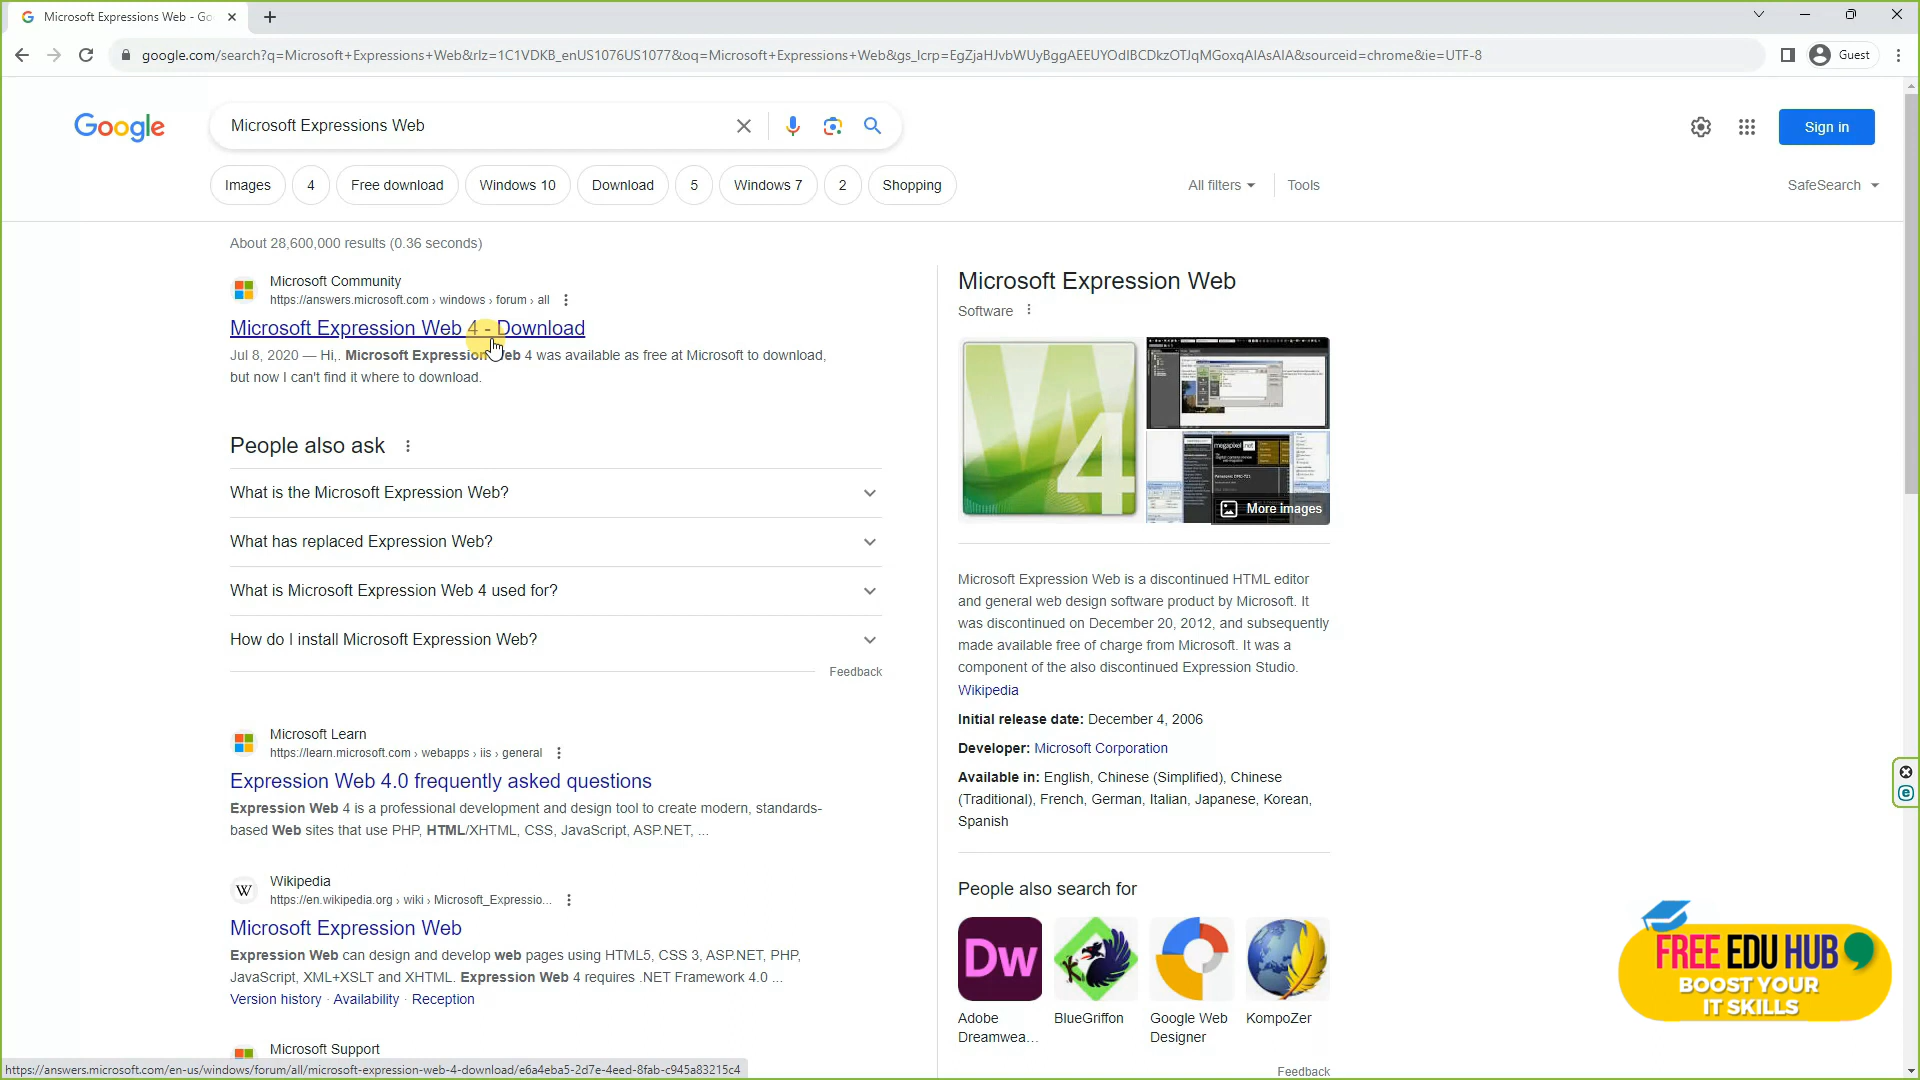 Microsoft Expressions Web - Go
google.com/search?q=Microsoft+Expressions+Web&rlz=1C1VDKB_enUS1076US1077&oq=Microsoft+Expressions+Web&gs_lcrp=EgZjaHJvbWUyBggAEEUYOdIBCDkzOTJqMGoxqAIAsAIA&sourceid=chrome&ie=UTF-8
Guest
Google
Microsoft Expressions Web
Sign in
Images
4
Free download
Windows 10
Download
5
Windows 7
2
Shopping
All filters
Tools
SafeSearch
About 28,600,000 results (0.36 seconds)
Microsoft Community
https://answers.microsoft.com › windows › forum › all
Microsoft Expression Web 4 - Download
Jul 8, 2020 — Hi,. Microsoft Expression Web 4 was available as free at Microsoft to download,
but now I can't find it where to download.
People also ask
What is the Microsoft Expression Web?
What has replaced Expression Web?
What is Microsoft Expression Web 4 used for?
How do I install Microsoft Expression Web?
Feedback
Microsoft Learn
https://learn.microsoft.com › webapps › iis › general
Expression Web 4.0 frequently asked questions
Expression Web 4 is a professional development and design tool to create modern, standards-
based Web sites that use PHP, HTML/XHTML, CSS, JavaScript, ASP.NET, ...
W
Wikipedia
https://en.wikipedia.org › wiki › Microsoft_Expressio...
Microsoft Expression Web
Expression Web can design and develop web pages using HTML5, CSS 3, ASP.NET, PHP,
JavaScript, XML+XSLT and XHTML. Expression Web 4 requires .NET Framework 4.0 ...
Version history · Availability · Reception
Microsoft Support
https://answers.microsoft.com/en-us/windows/forum/all/microsoft-expression-web-4-download/e6a4eba5-2d7e-4eed-8fab-c945a83215c4
Microsoft Expression Web
Software
W
4
megapixel.net
More images
Microsoft Expression Web is a discontinued HTML editor
and general web design software product by Microsoft. It
was discontinued on December 20, 2012, and subsequently
made available free of charge from Microsoft. It was a
component of the also discontinued Expression Studio.
Wikipedia
Initial release date: December 4, 2006
Developer: Microsoft Corporation
Available in: English, Chinese (Simplified), Chinese
(Traditional), French, German, Italian, Japanese, Korean,
Spanish
People also search for
Dw
Adobe
Dreamwea...
BlueGriffon
Google Web
Designer
KompoZer
Feedback
FREE EDU HUB
BOOST YOUR
IT SKILLS